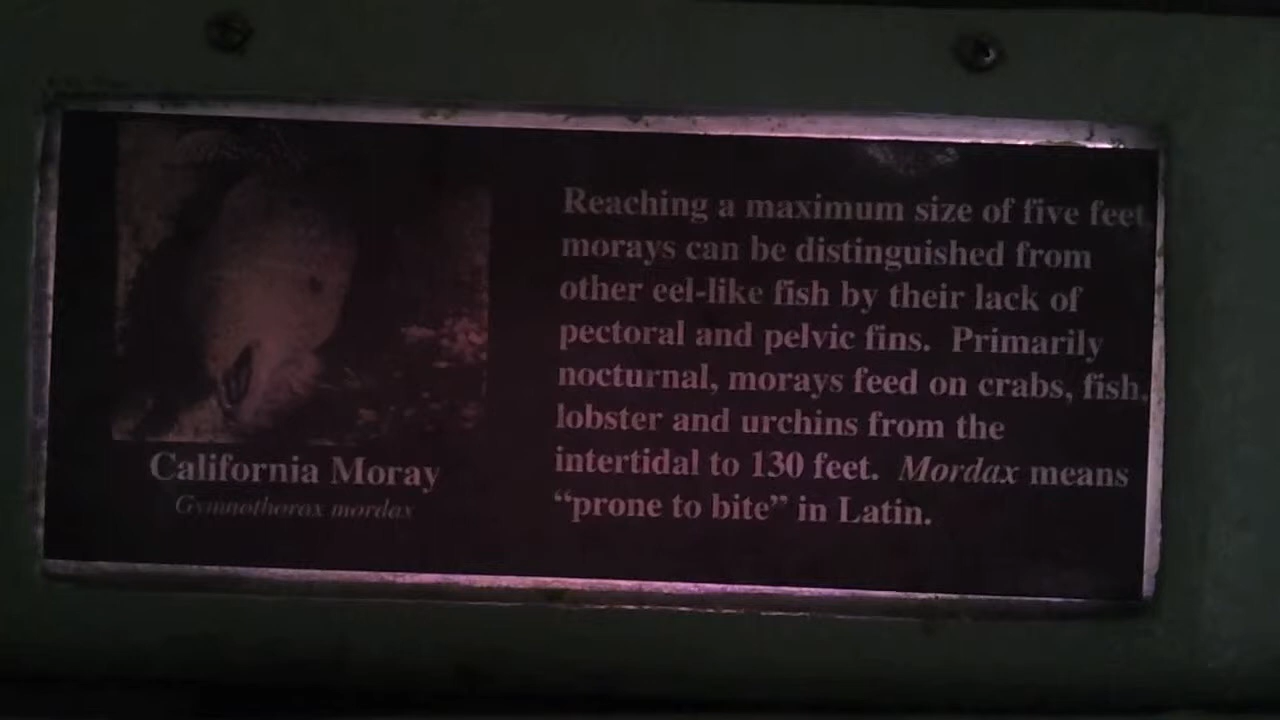 Reaching a maximum size of five feet
morays can be distinguished from
other eel-like fish by their lack of
pectoral and pelvic fins.  Primarily
nocturnal, morays feed on crabs, fish,
lobster and urchins from the
intertidal to 130 feet.  Mordax means
“prone to bite” in Latin.
California Moray
Gymnothorax mordax